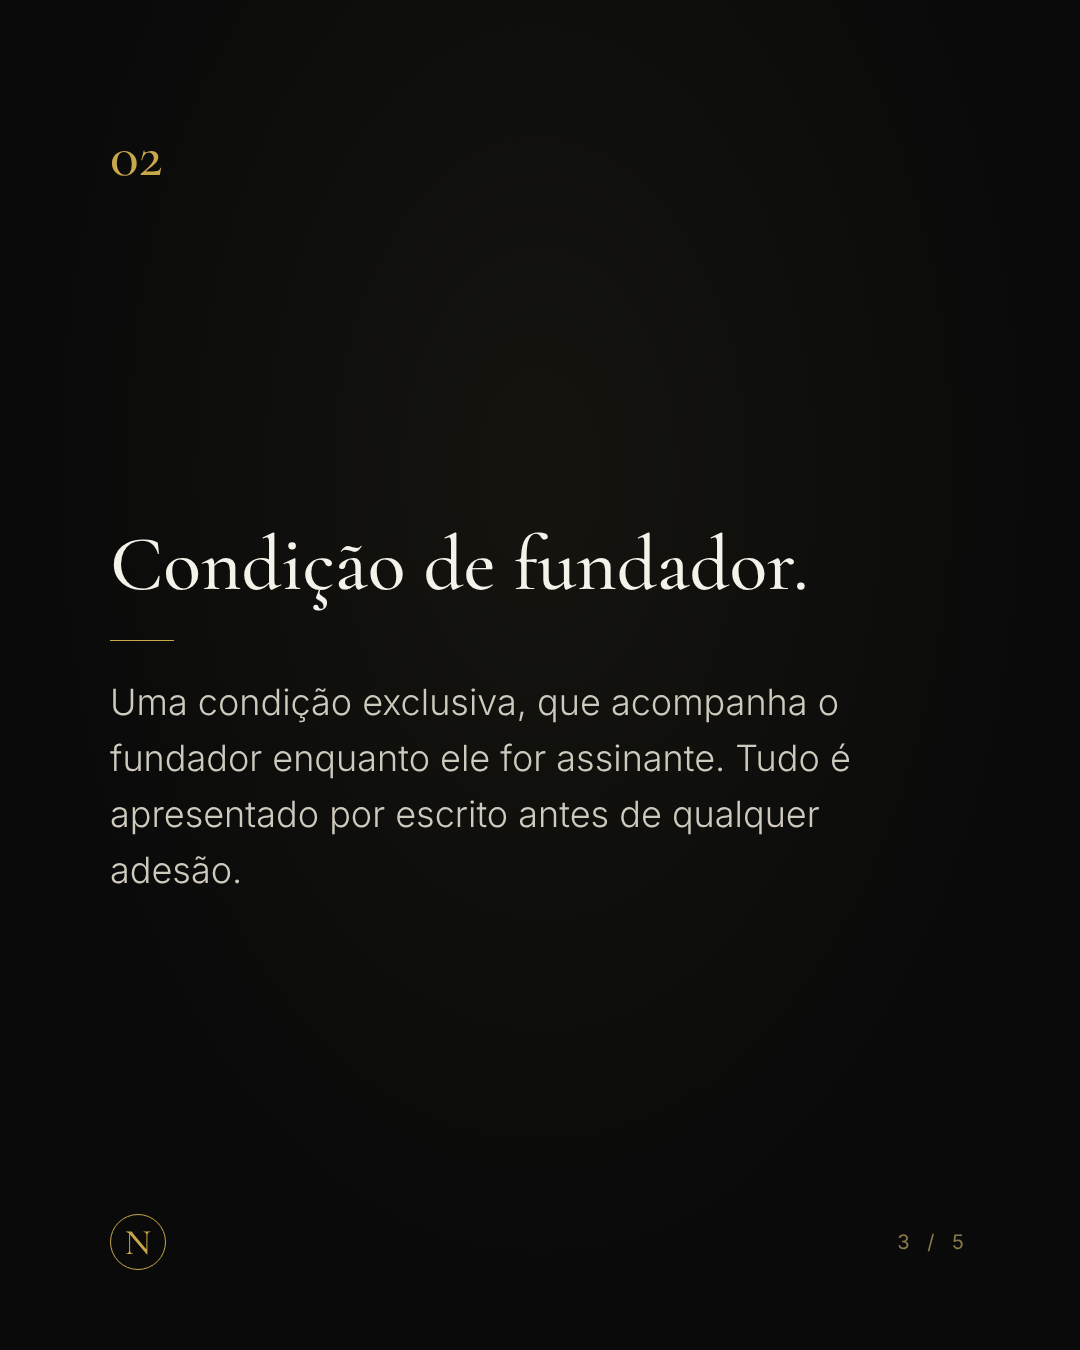 02
Condição de fundador.
Uma condição exclusiva, que acompanha o
fundador enquanto ele for assinante. Tudo é
apresentado por escrito antes de qualquer
adesão.
N
3 / 5